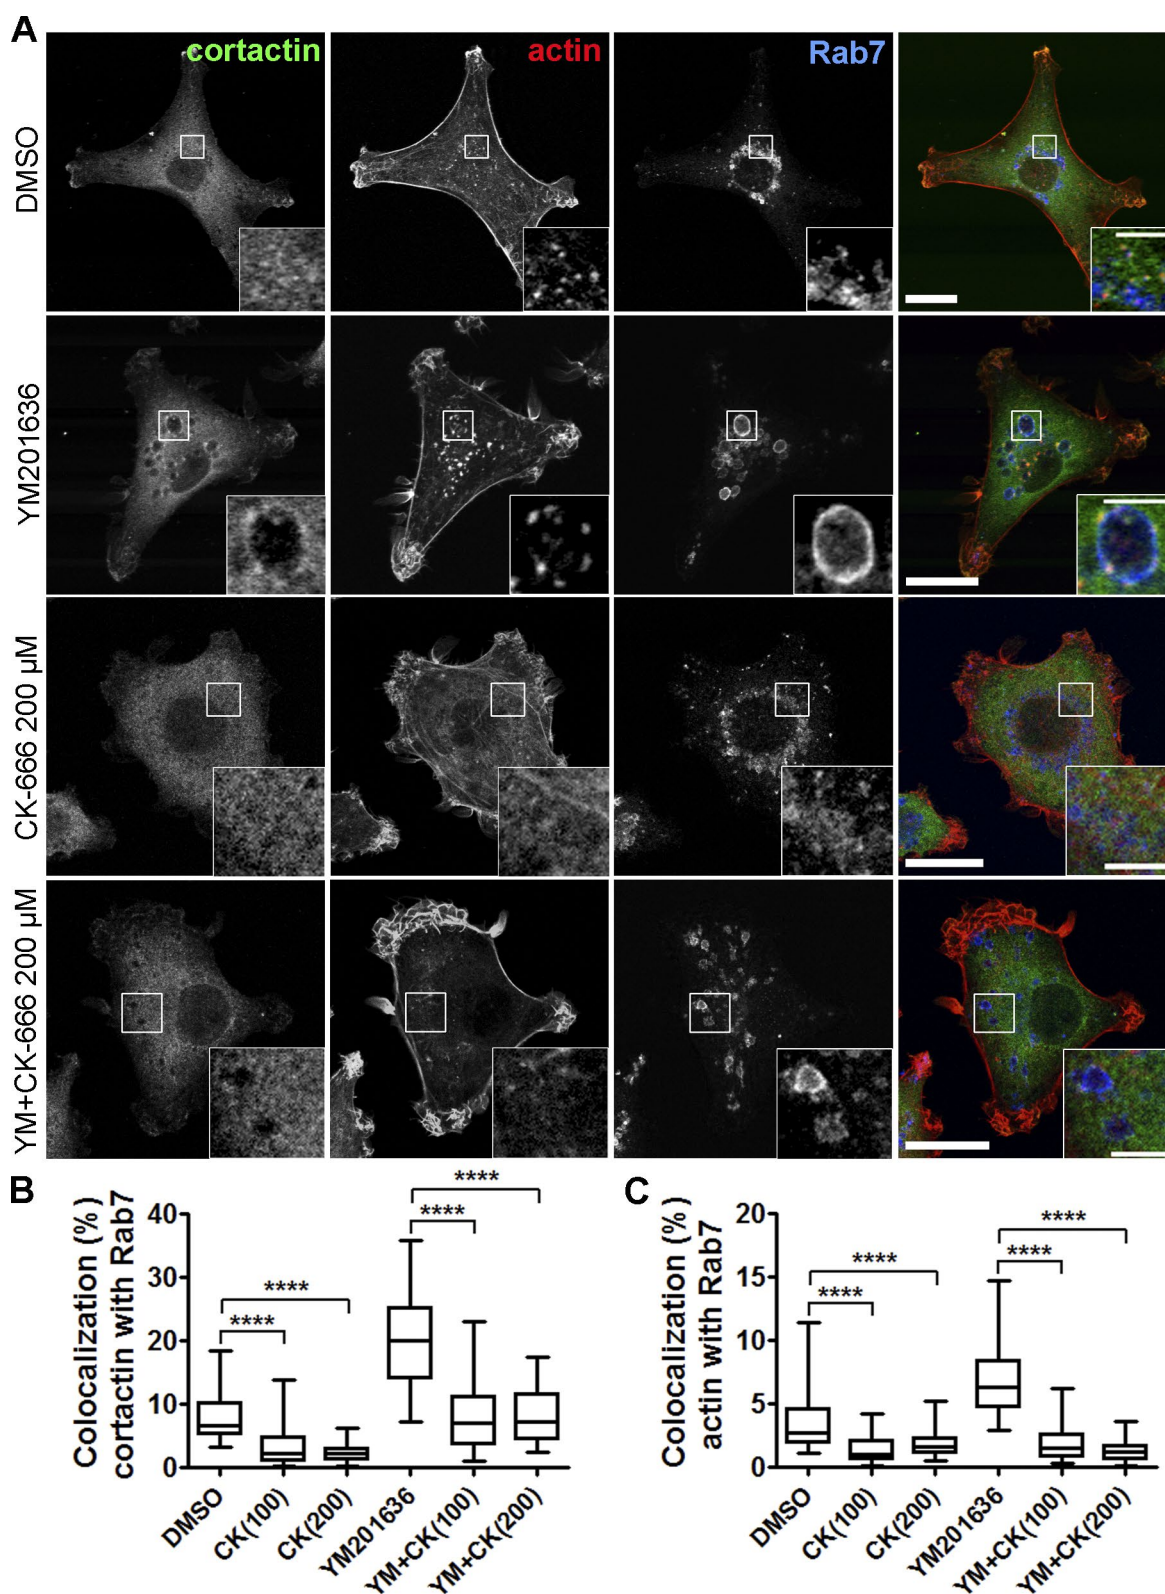 A
cortactin
actin
Rab7
DMSO
YM201636
CK-666 200 µM
YM+CK-666 200 µM
B
Colocalization (%)
cortactin with Rab7
40
30
20
10
0
****
****
****
****
DMSO
CK(100)
CK(200)
YM201636
YM+CK(100)
YM+CK(200)
C
Colocalization (%)
actin with Rab7
20
15
10
5
0
****
****
****
****
DMSO
CK(100)
CK(200)
YM201636
YM+CK(100)
YM+CK(200)